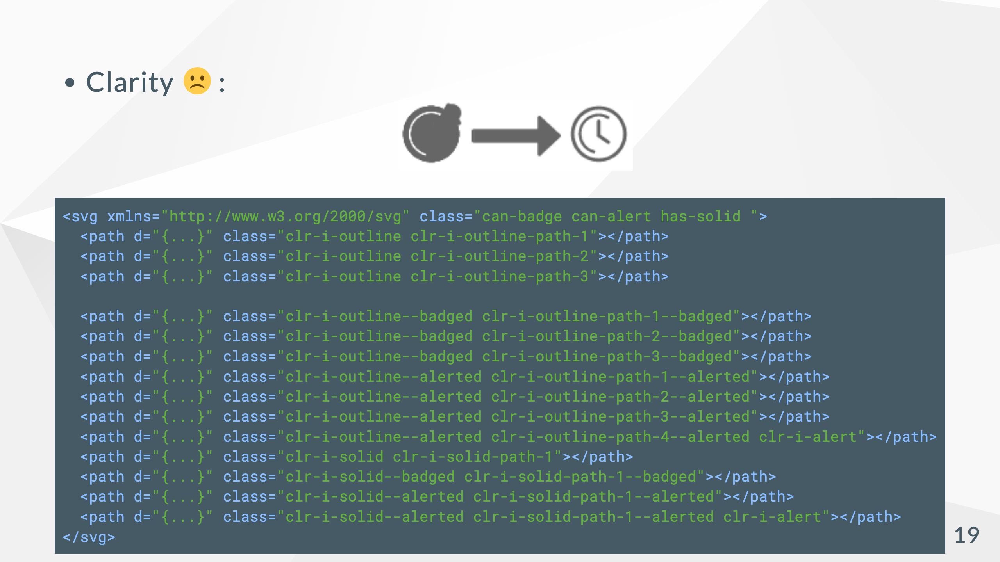 • Clarity 🙁 :
<svg xmlns="http://www.w3.org/2000/svg" class="can-badge can-alert has-solid ">
  <path d="{...}" class="clr-i-outline clr-i-outline-path-1"></path>
  <path d="{...}" class="clr-i-outline clr-i-outline-path-2"></path>
  <path d="{...}" class="clr-i-outline clr-i-outline-path-3"></path>

  <path d="{...}" class="clr-i-outline--badged clr-i-outline-path-1--badged"></path>
  <path d="{...}" class="clr-i-outline--badged clr-i-outline-path-2--badged"></path>
  <path d="{...}" class="clr-i-outline--badged clr-i-outline-path-3--badged"></path>
  <path d="{...}" class="clr-i-outline--alerted clr-i-outline-path-1--alerted"></path>
  <path d="{...}" class="clr-i-outline--alerted clr-i-outline-path-2--alerted"></path>
  <path d="{...}" class="clr-i-outline--alerted clr-i-outline-path-3--alerted"></path>
  <path d="{...}" class="clr-i-outline--alerted clr-i-outline-path-4--alerted clr-i-alert"></path>
  <path d="{...}" class="clr-i-solid clr-i-solid-path-1"></path>
  <path d="{...}" class="clr-i-solid--badged clr-i-solid-path-1--badged"></path>
  <path d="{...}" class="clr-i-solid--alerted clr-i-solid-path-1--alerted"></path>
  <path d="{...}" class="clr-i-solid--alerted clr-i-solid-path-1--alerted clr-i-alert"></path>
</svg>
19